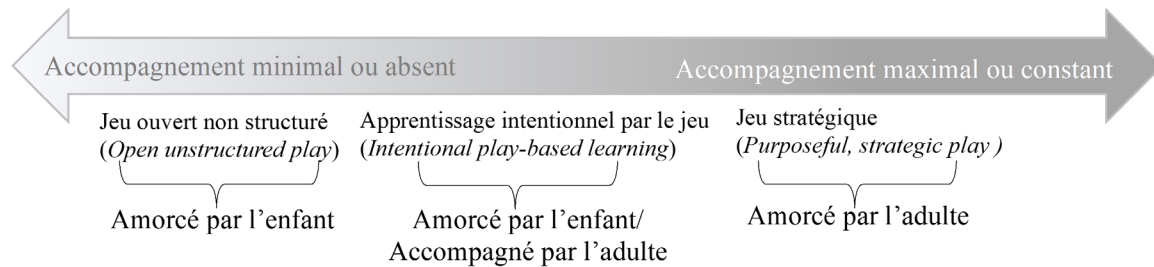 Accompagnement minimal ou absent
Accompagnement maximal ou constant
Jeu ouvert non structuré
(Open unstructured play)
Amorcé par l'enfant
Apprentissage intentionnel par le jeu
(Intentional play-based learning)
Amorcé par l'enfant/
Accompagné par l'adulte
Jeu stratégique
(Purposeful, strategic play )
Amorcé par l'adulte